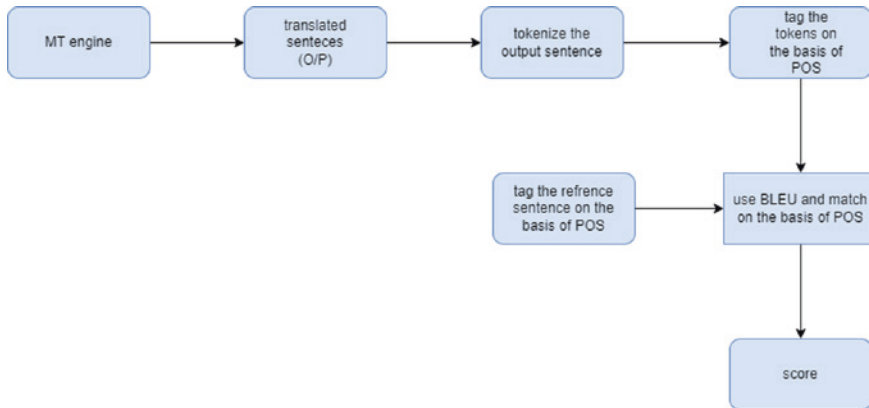 MT engine
translated
senteces
(O/P)
tokenize the
output sentence
tag the
tokens on
the basis of
POS
tag the refrence
sentence on the
basis of POS
use BLEU and match
on the basis of POS
score